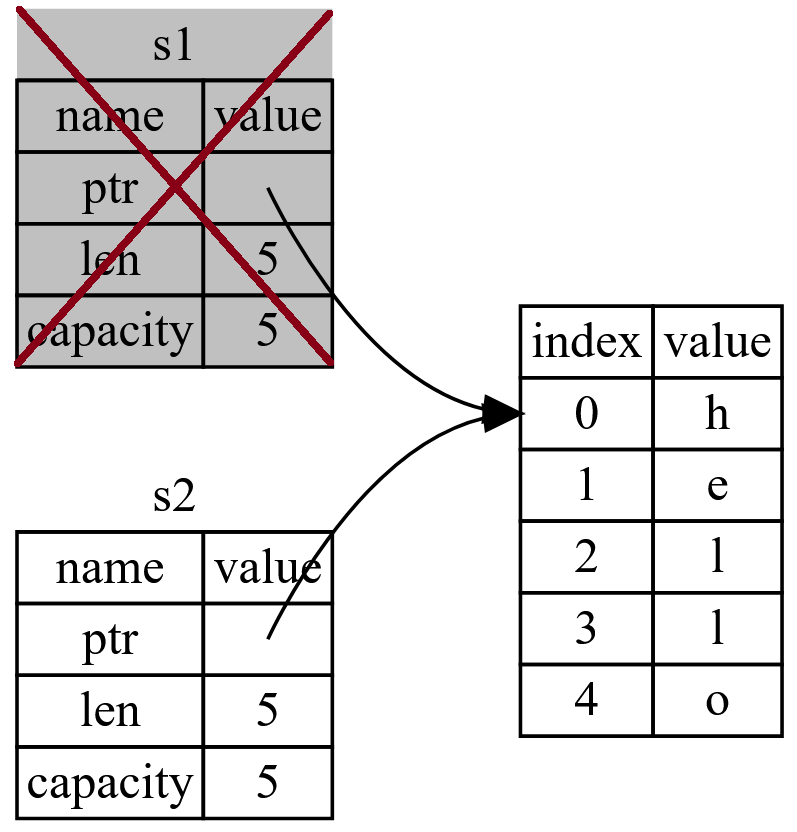 s1
name value
ptr
len 5
capacity 5
s2
name value
ptr
len 5
capacity 5
index value
0 h
1 e
2 l
3 l
4 o